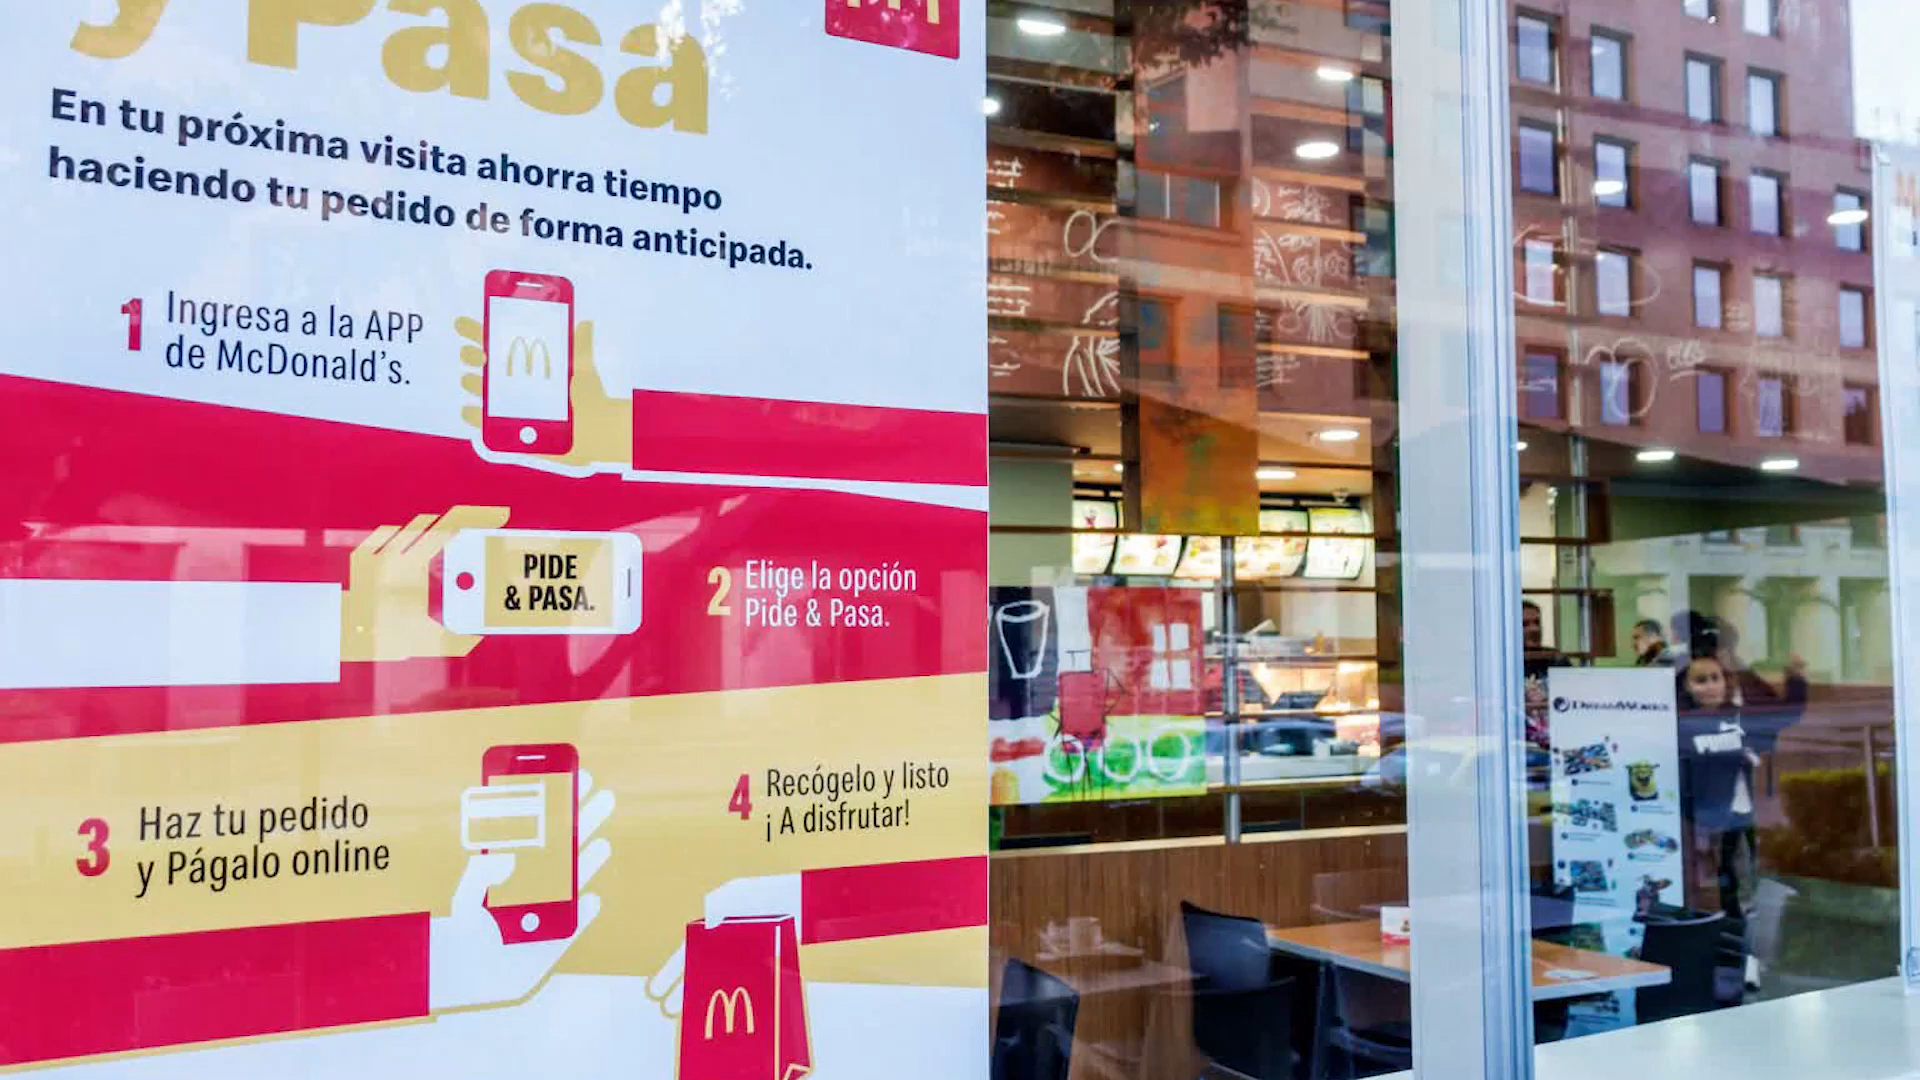 y Pasa
En tu próxima visita ahorra tiempo
haciendo tu pedido de forma anticipada.
1 Ingresa a la APP
de McDonald's.
PIDE
& PASA.
2 Elige la opción
Pide & Pasa.
3 Haz tu pedido
y Págalo online
4 Recógelo y listo
¡A disfrutar!
DREAMWORKS
PUMA